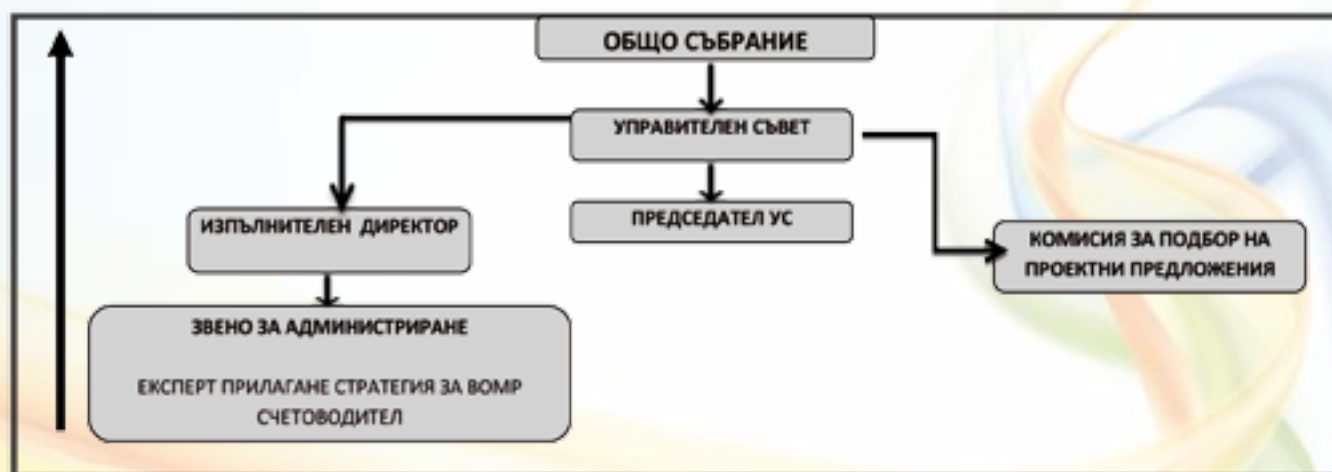 ОБЩО СЪБРАНИЕ
УПРАВИТЕЛЕН СЪВЕТ
ПРЕДСЕДАТЕЛ УС
ИЗПЪЛНИТЕЛЕН ДИРЕКТОР
КОМИСИЯ ЗА ПОДБОР НА
ПРОЕКТНИ ПРЕДЛОЖЕНИЯ
ЗВЕНО ЗА АДМИНИСТРИРАНЕ
ЕКСПЕРТ ПРИЛАГАНЕ СТРАТЕГИЯ ЗА ВОМР
СЧЕТОВОДИТЕЛ